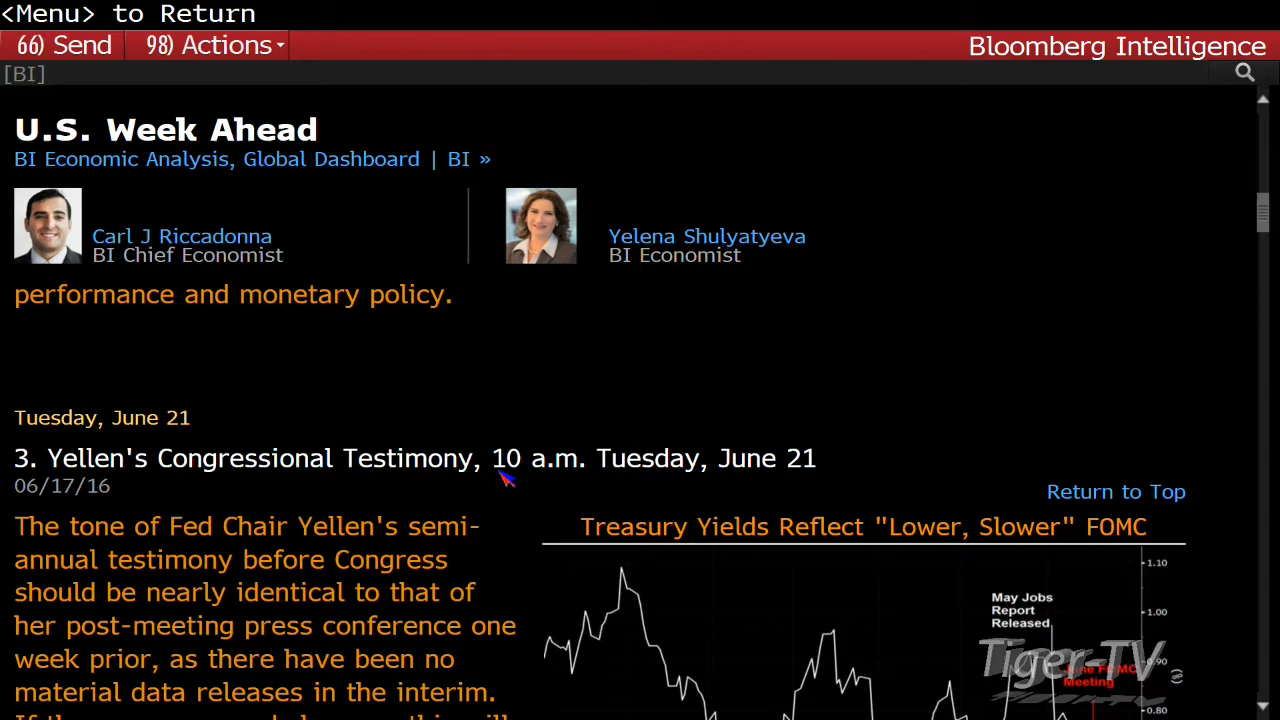 <Menu> to Return
66) Send 98) Actions Bloomberg Intelligence
[BI]
U.S. Week Ahead
BI Economic Analysis, Global Dashboard | BI »
Carl J Riccadonna
BI Chief Economist
Yelena Shulyatyeva
BI Economist
performance and monetary policy.
Tuesday, June 21
3. Yellen's Congressional Testimony, 10 a.m. Tuesday, June 21
06/17/16
Return to Top
The tone of Fed Chair Yellen's semi-
annual testimony before Congress
should be nearly identical to that of
her post-meeting press conference one
week prior, as there have been no
material data releases in the interim.
Treasury Yields Reflect "Lower, Slower" FOMC
1.10
May Jobs
Report
Released
1.00
0.90
June FOMC
Meeting
(%)
0.80
Tiger-TV